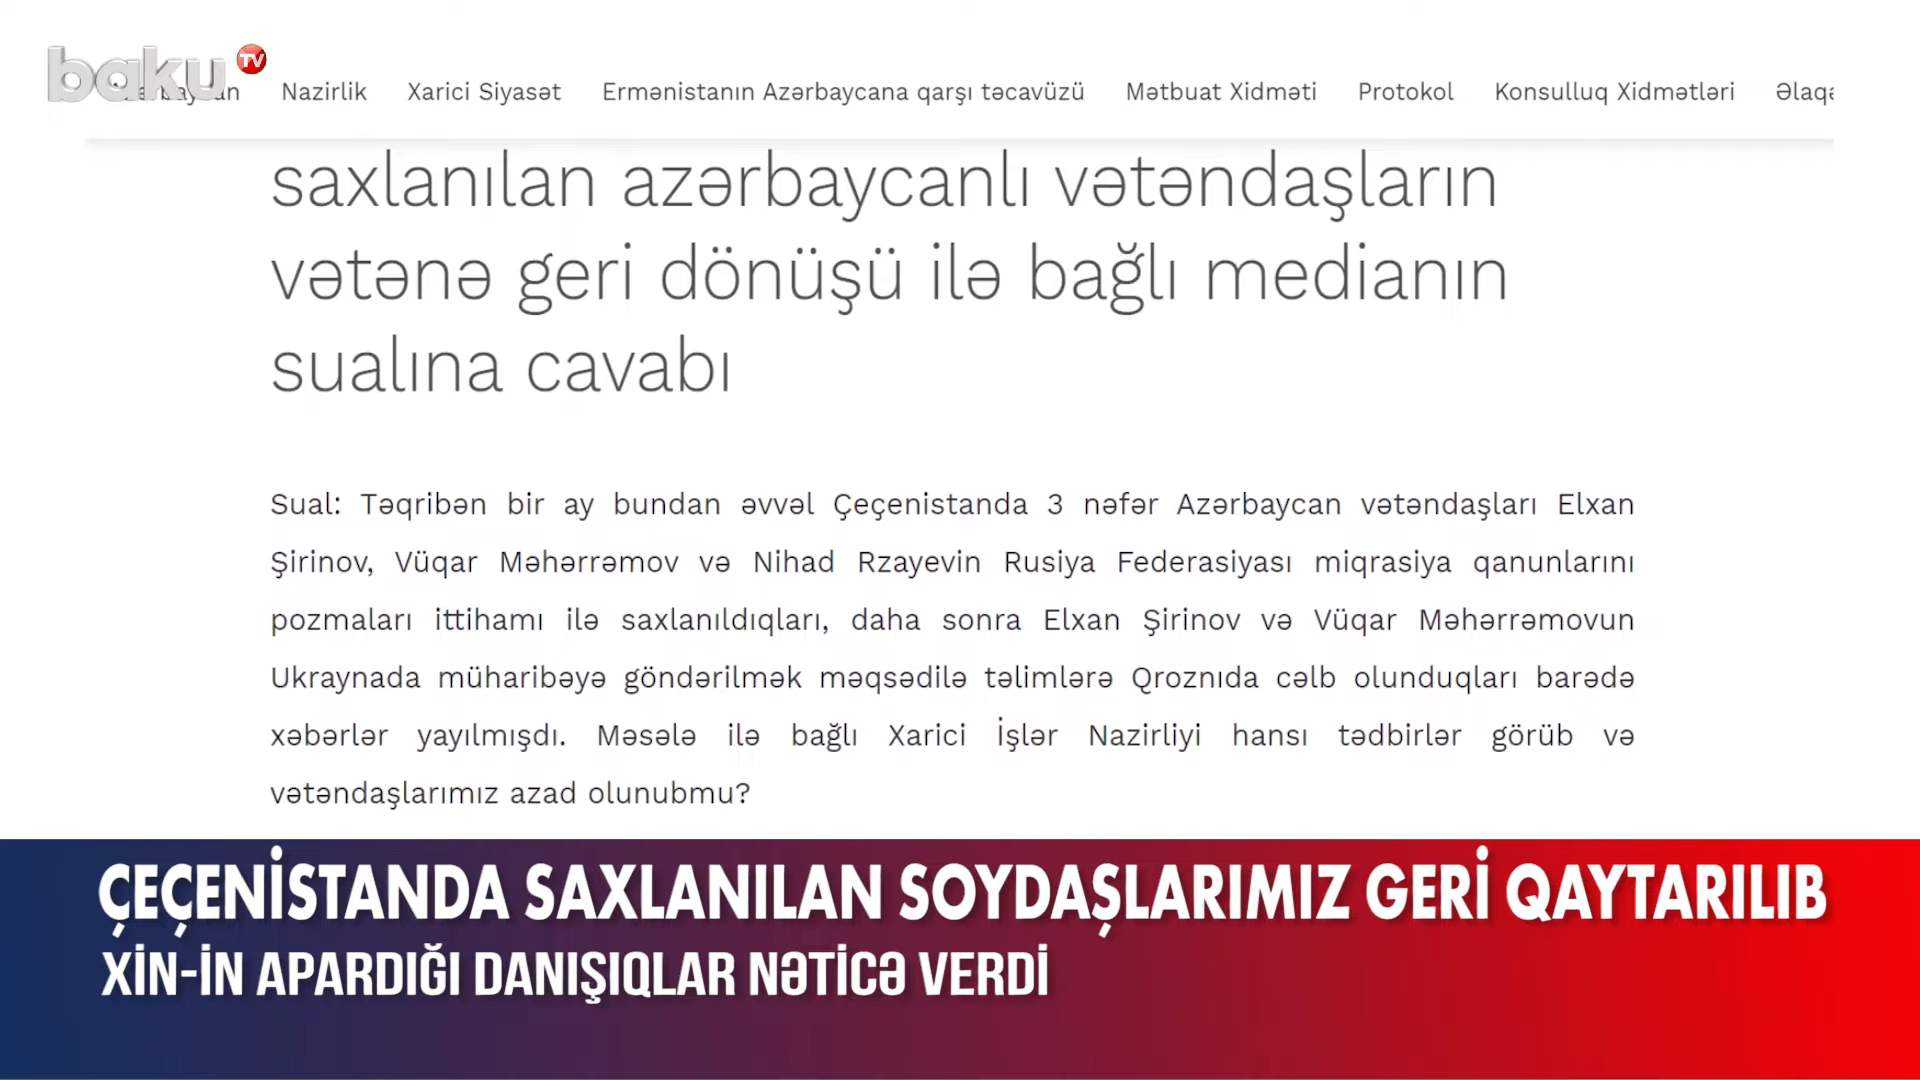 baku TV
Nazirlik Xarici Siyasət Ermənistanın Azərbaycana qarşı təcavüzü Mətbuat Xidməti Protokol Konsulluq Xidmətləri Əlaqə
saxlanılan azərbaycanlı vətəndaşların
vətənə geri dönüşü ilə bağlı medianın
sualına cavabı
Sual: Təqribən bir ay bundan əvvəl Çeçenistanda 3 nəfər Azərbaycan vətəndaşları Elxan
Şirinov, Vüqar Məhərrəmov və Nihad Rzayevin Rusiya Federasiyası miqrasiya qanunlarını
pozmaları ittihamı ilə saxlanıldıqları, daha sonra Elxan Şirinov və Vüqar Məhərrəmovun
Ukraynada müharibəyə göndərilmək məqsədilə təlimlərə Qroznıda cəlb olunduqları barədə
xəbərlər yayılmışdı. Məsələ ilə bağlı Xarici İşlər Nazirliyi hansı tədbirlər görüb və
vətəndaşlarımız azad olunubmu?
ÇEÇENİSTANDA SAXLANILAN SOYDAŞLARIMIZ GERİ QAYTARILIB
XİN-İN APARDIĞI DANIŞIQLAR NƏTİCƏ VERDİ